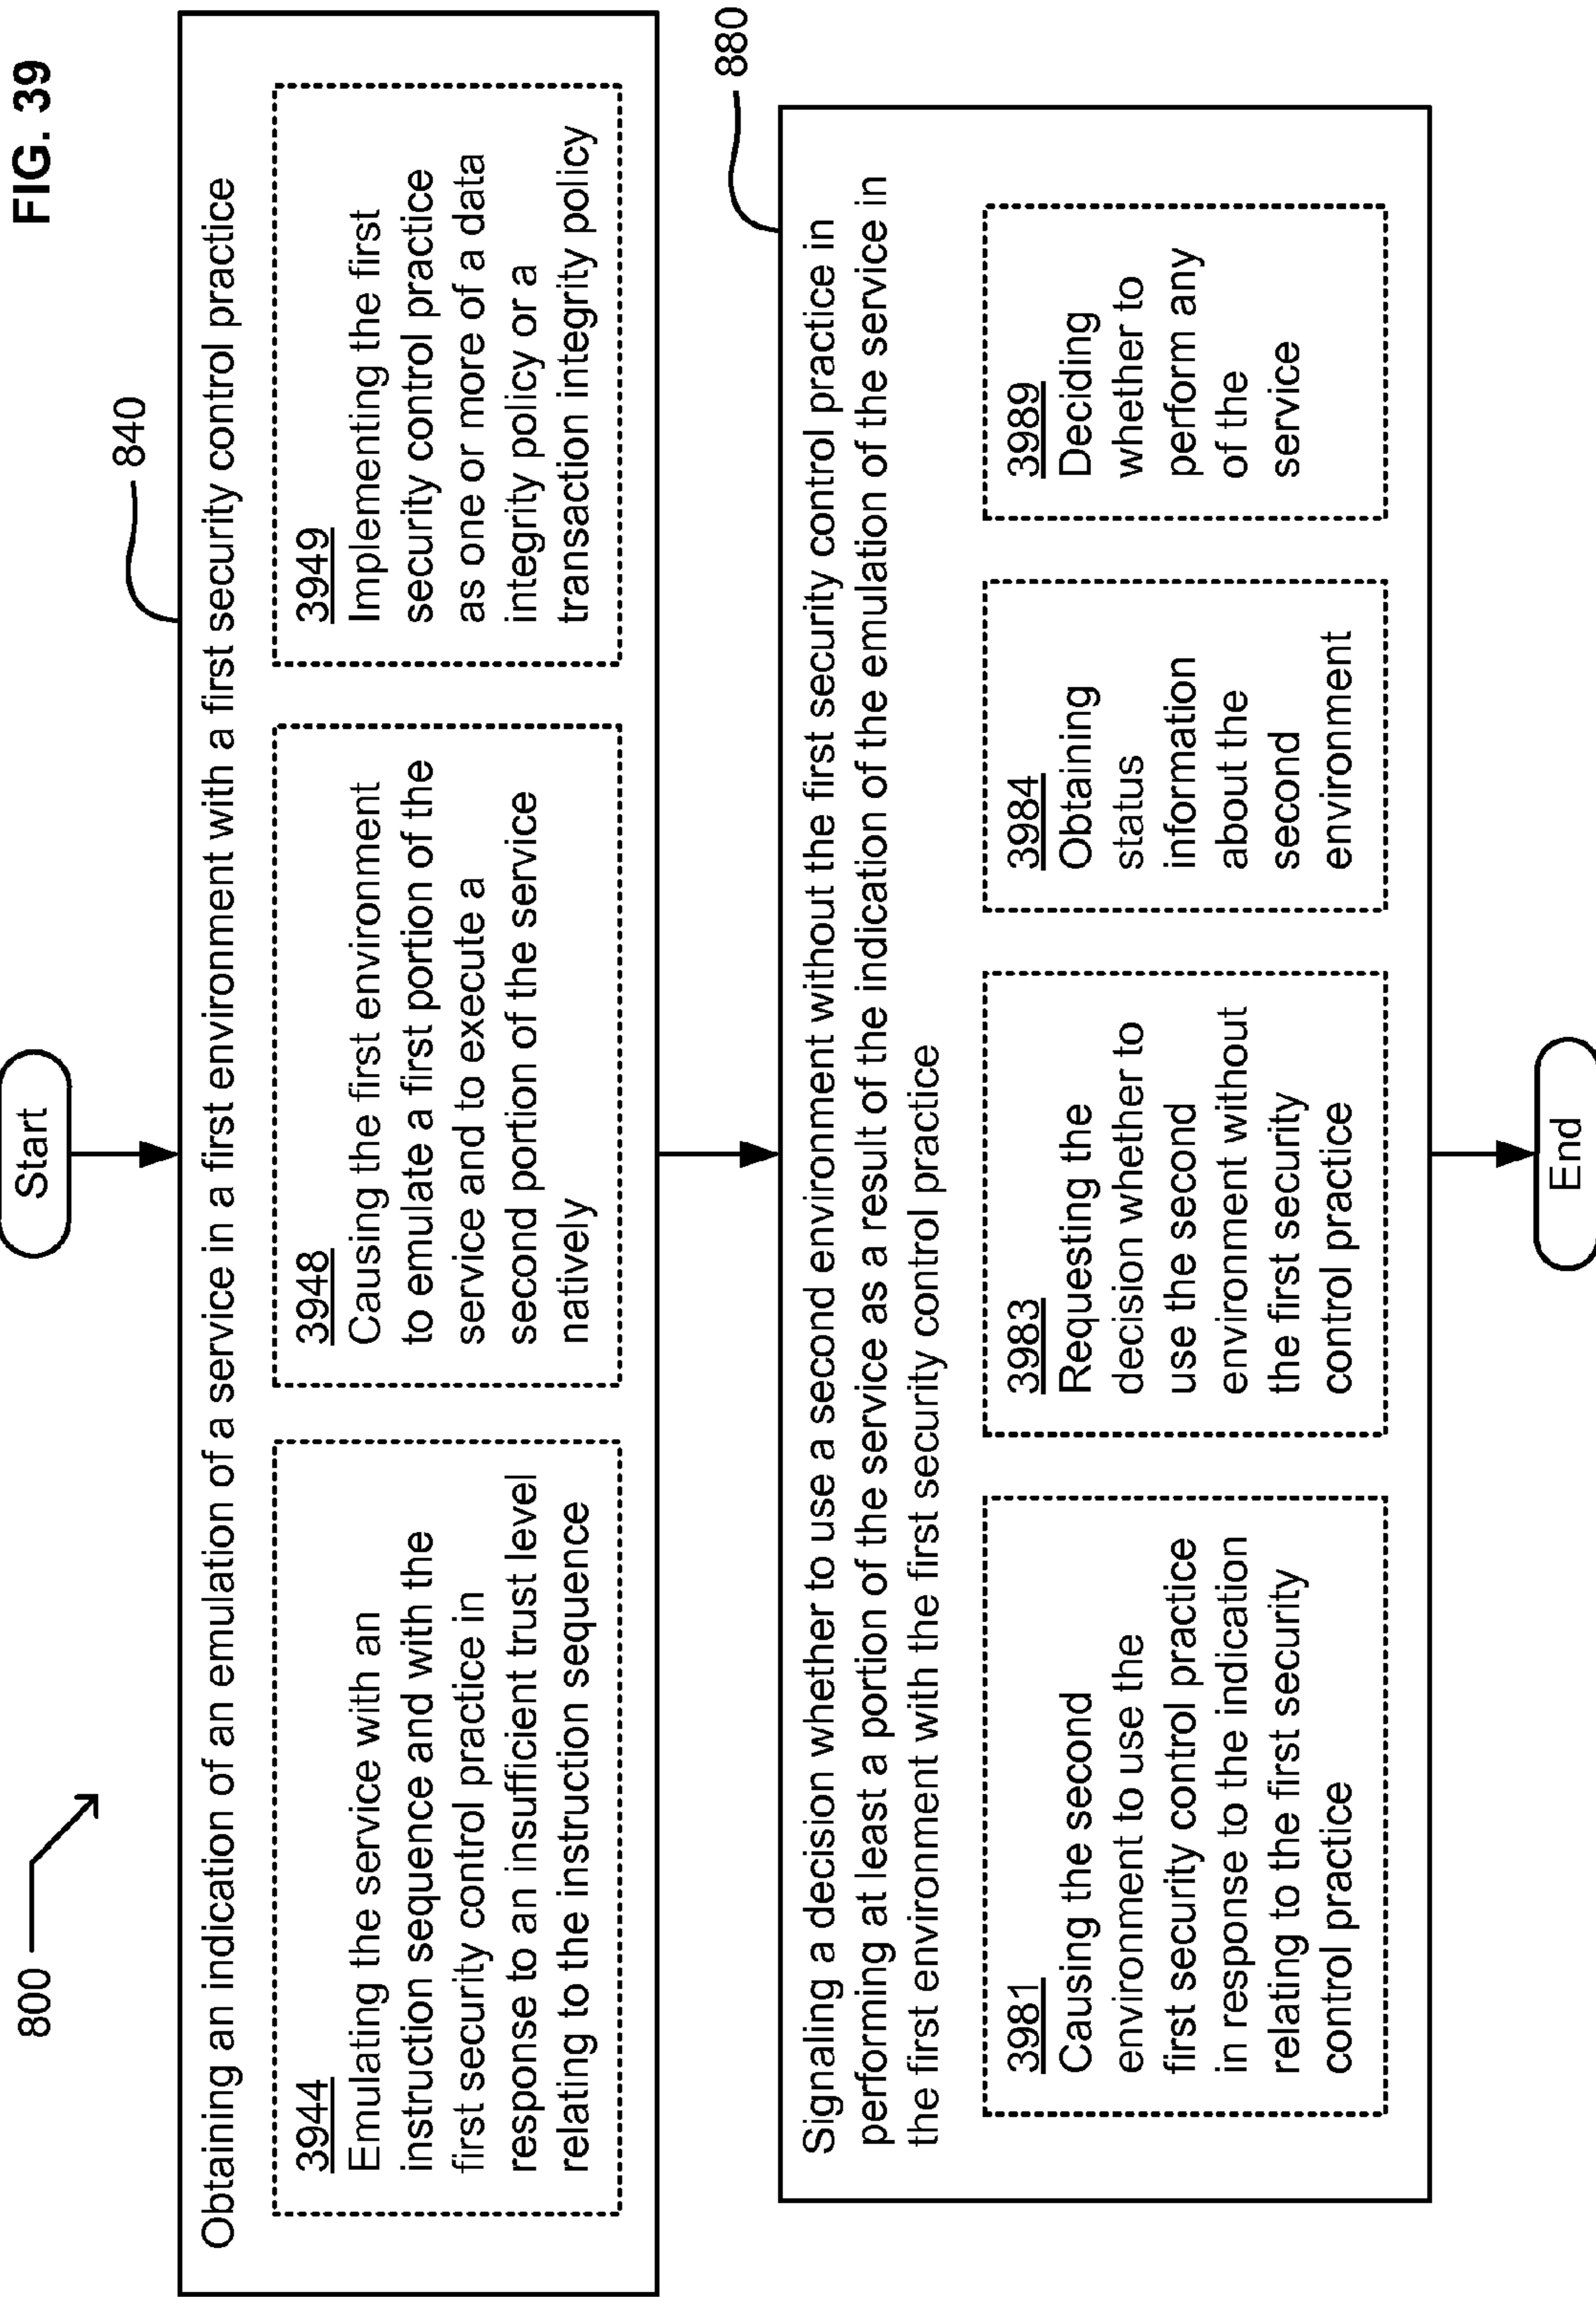 FIG. 39
800
Start
840
Obtaining an indication of an emulation of a service in a first environment with a first security control practice
3944
Emulating the service with an
instruction sequence and with the
first security control practice in
response to an insufficient trust level
relating to the instruction sequence
3948
Causing the first environment
to emulate a first portion of the
service and to execute a
second portion of the service
natively
3949
Implementing the first
security control practice
as one or more of a data
integrity policy or a
transaction integrity policy
880
Signaling a decision whether to use a second environment without the first security control practice in
performing at least a portion of the service as a result of the indication of the emulation of the service in
the first environment with the first security control practice
3981
Causing the second
environment to use the
first security control practice
in response to the indication
relating to the first security
control practice
3983
Requesting the
decision whether to
use the second
environment without
the first security
control practice
3984
Obtaining
status
information
about the
second
environment
3989
Deciding
whether to
perform any
of the
service
End